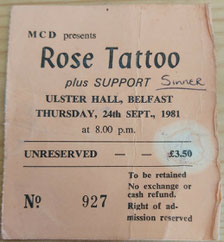 MCD presents
Rose Tattoo
plus SUPPORT Sinner
ULSTER HALL, BELFAST
THURSDAY, 24th SEPT., 1981
at 8.00 p.m.
UNRESERVED — — £3.50
No 927
To be retained
No exchange or
cash refund.
Right of ad-
mission reserved